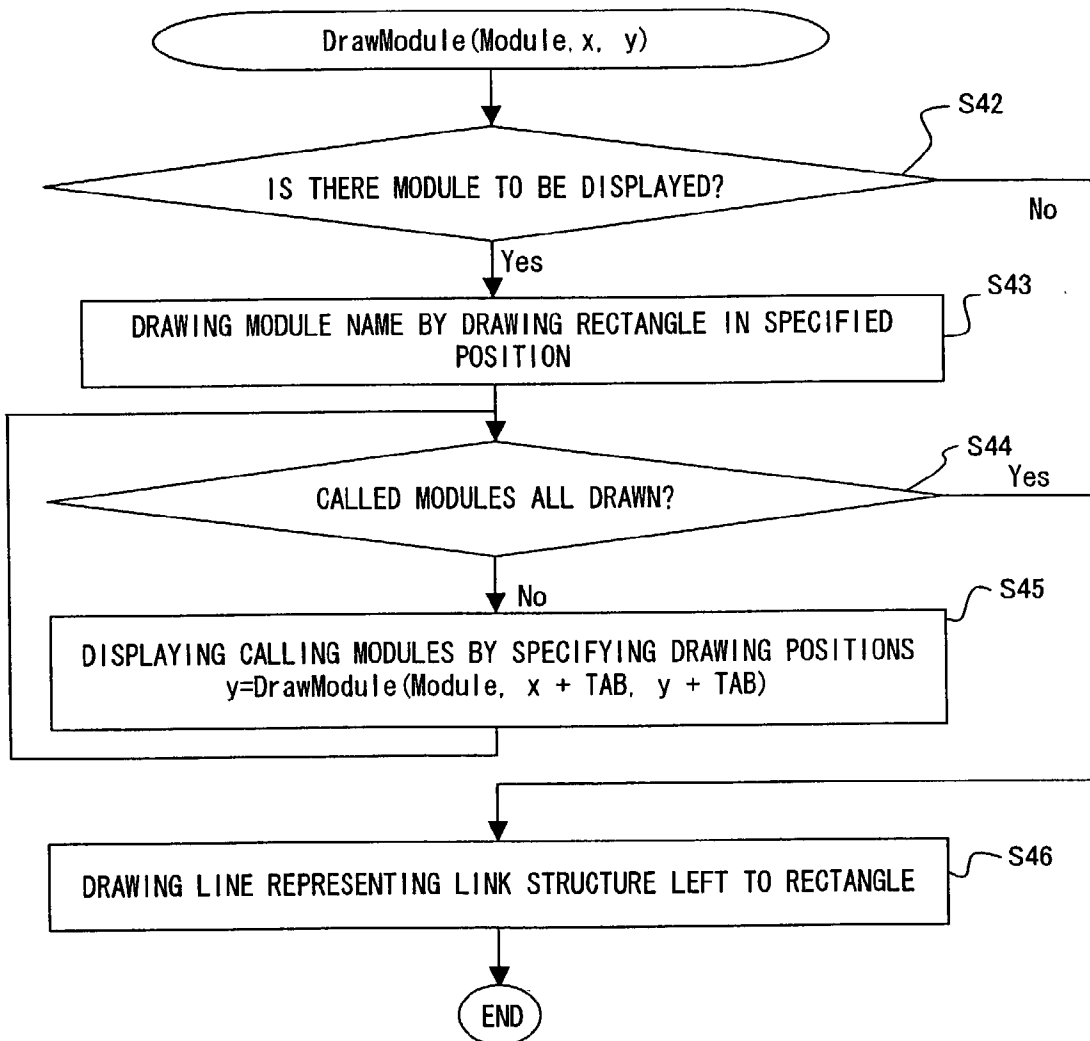 DrawModule(Module, x, y)
S42
IS THERE MODULE TO BE DISPLAYED?
No
Yes
S43
DRAWING MODULE NAME BY DRAWING RECTANGLE IN SPECIFIED
POSITION
S44
CALLED MODULES ALL DRAWN?
Yes
No
S45
DISPLAYING CALLING MODULES BY SPECIFYING DRAWING POSITIONS
y=DrawModule(Module, x + TAB, y + TAB)
S46
DRAWING LINE REPRESENTING LINK STRUCTURE LEFT TO RECTANGLE
END